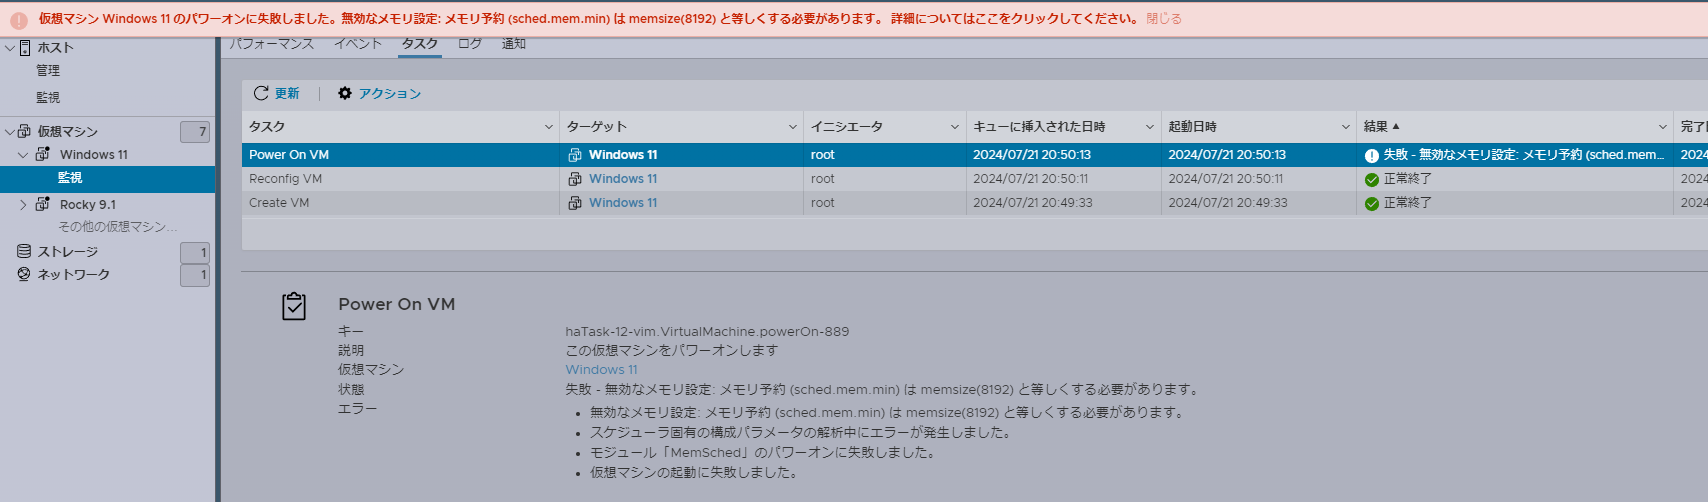 仮想マシン Windows 11 のパワーオンに失敗しました。無効なメモリ設定: メモリ予約 (sched.mem.min) は memsize(8192) と等しくする必要があります。 詳細についてはここをクリックしてください。 閉じる
ホスト
管理
監視
仮想マシン 7
Windows 11
監視
Rocky 9.1
その他の仮想マシン...
ストレージ 1
ネットワーク 1
パフォーマンス イベント タスク ログ 通知
更新 アクション
タスク ターゲット イニシエータ キューに挿入された日時 起動日時 結果▲ 完了
Power On VM Windows 11 root 2024/07/21 20:50:13 2024/07/21 20:50:13 失敗 - 無効なメモリ設定: メモリ予約 (sched.mem... 2024
Reconfig VM Windows 11 root 2024/07/21 20:50:11 2024/07/21 20:50:11 正常終了 2024
Create VM Windows 11 root 2024/07/21 20:49:33 2024/07/21 20:49:33 正常終了 2024
Power On VM
キー haTask-12-vim.VirtualMachine.powerOn-889
説明 この仮想マシンをパワーオンします
仮想マシン Windows 11
状態 失敗 - 無効なメモリ設定: メモリ予約 (sched.mem.min) は memsize(8192) と等しくする必要があります。
エラー
• 無効なメモリ設定: メモリ予約 (sched.mem.min) は memsize(8192) と等しくする必要があります。
• スケジューラ固有の構成パラメータの解析中にエラーが発生しました。
• モジュール「MemSched」のパワーオンに失敗しました。
• 仮想マシンの起動に失敗しました。